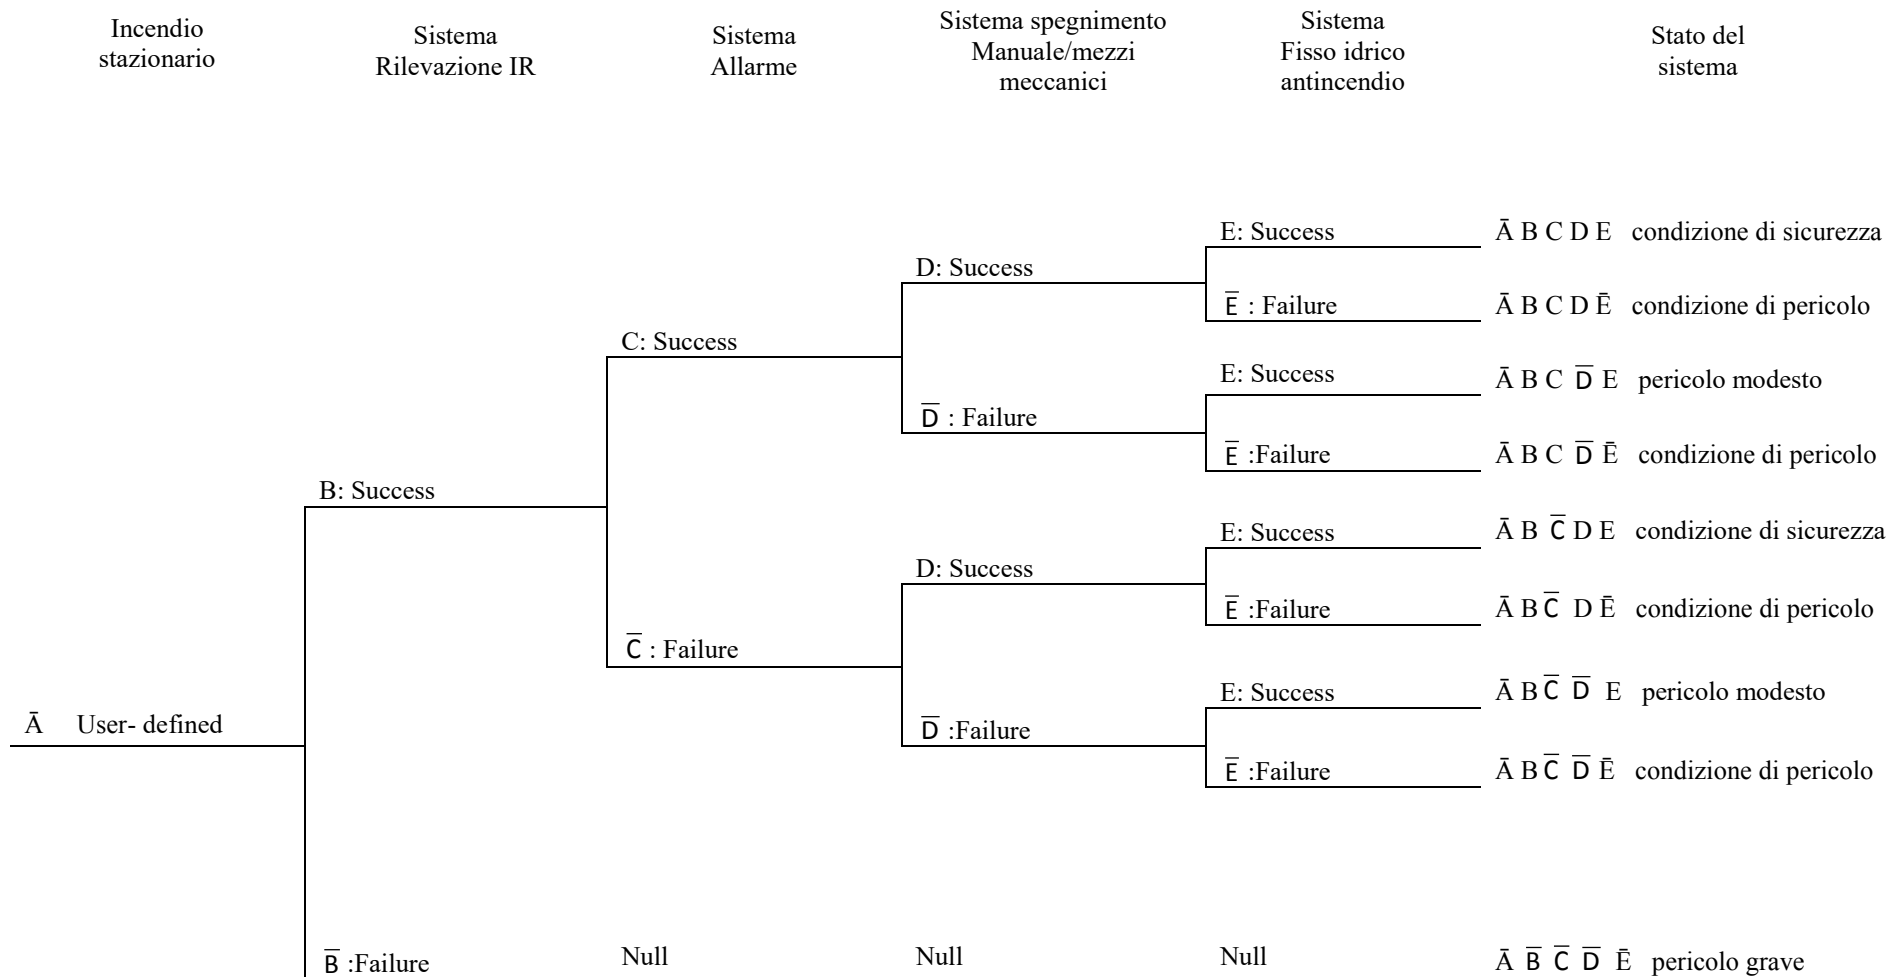 Incendio
stazionario
Sistema
Rilevazione IR
Sistema
Allarme
Sistema spegnimento
Manuale/mezzi
meccanici
Sistema
Fisso idrico
antincendio
Stato del
sistema
E: Success
Ā B C D E condizione di sicurezza
D: Success
E̅ : Failure
Ā B C D Ē condizione di pericolo
C: Success
E: Success
Ā B C D̅ E pericolo modesto
D̅ : Failure
E̅ :Failure
Ā B C D̅ Ē condizione di pericolo
B: Success
E: Success
Ā B C̅ D E condizione di sicurezza
D: Success
E̅ :Failure
Ā B C̅ D Ē condizione di pericolo
C̅ : Failure
E: Success
Ā B C̅ D̅ E pericolo modesto
Ā User- defined
D̅ :Failure
E̅ :Failure
Ā B C̅ D̅ Ē condizione di pericolo
B̅ :Failure
Null
Null
Null
Ā B̅ C̅ D̅ Ē pericolo grave